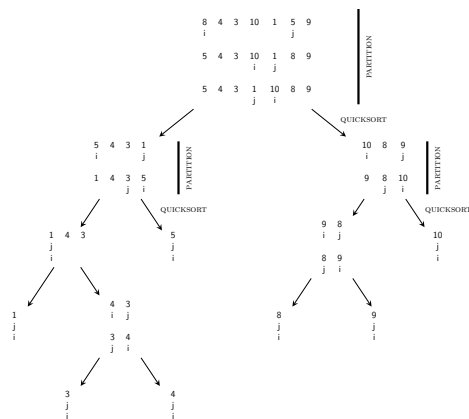 8 4 3 10 1 5 9
i j
5 4 3 10 1 8 9
i j
5 4 3 1 10 8 9
j i
PARTITION
QUICKSORT
5 4 3 1
i j
1 4 3 5
j i
PARTITION
10 8 9
i j
9 8 10
j i
PARTITION
QUICKSORT
QUICKSORT
1 4 3
j
i
5
j
i
9 8
i j
8 9
j i
10
j
i
1
j
i
4 3
i j
3 4
j i
8
j
i
9
j
i
3
j
i
4
j
i